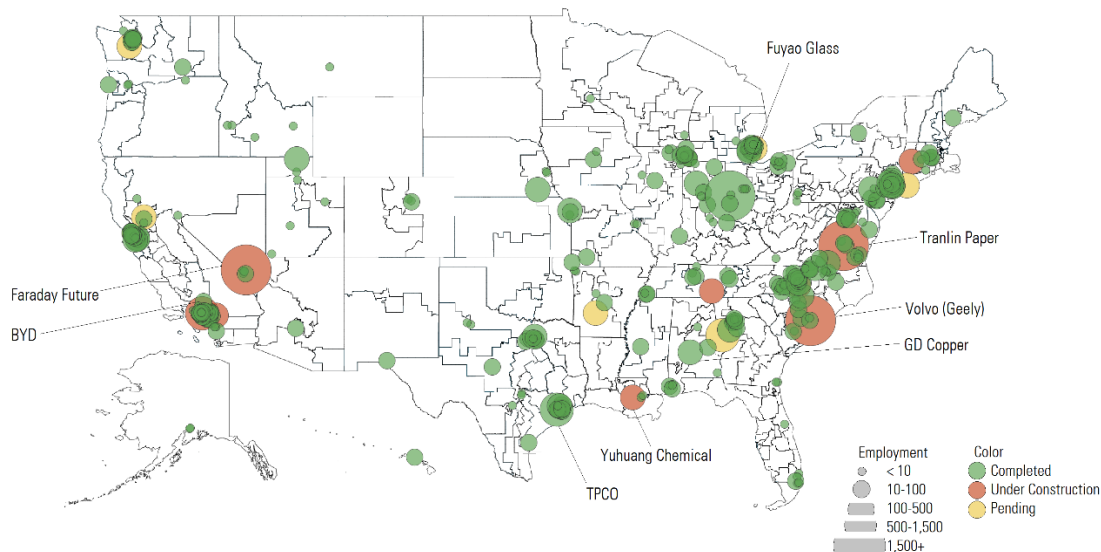 Fuyao Glass
Tranlin Paper
Faraday Future
Volvo (Geely)
BYD
GD Copper
Yuhuang Chemical
TPCO
Employment
< 10
10-100
100-500
500-1,500
1,500+
Color
Completed
Under Construction
Pending